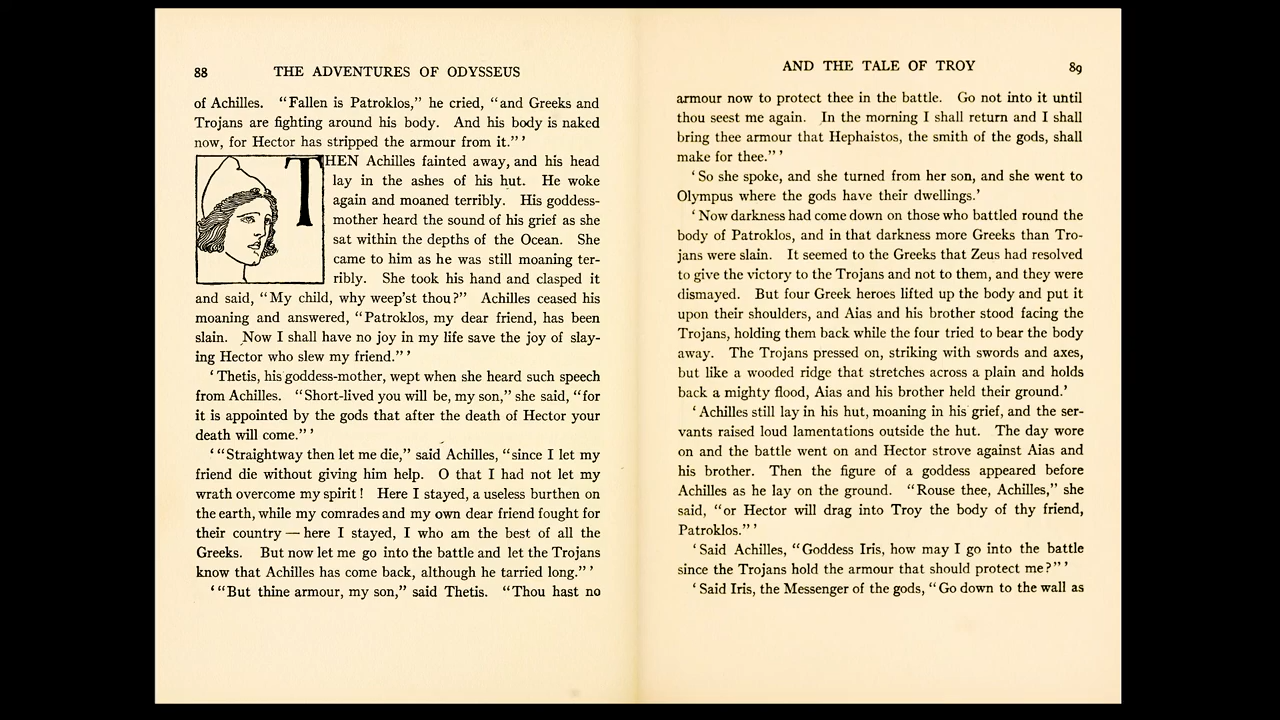 88
THE ADVENTURES OF ODYSSEUS
of Achilles. “Fallen is Patroklos,” he cried, “and Greeks and
Trojans are fighting around his body. And his body is naked
now, for Hector has stripped the armour from it.” ’
THEN Achilles fainted away, and his head
lay in the ashes of his hut. He woke
again and moaned terribly. His goddess-
mother heard the sound of his grief as she
sat within the depths of the Ocean. She
came to him as he was still moaning ter-
ribly. She took his hand and clasped it
and said, “My child, why weep’st thou?” Achilles ceased his
moaning and answered, “Patroklos, my dear friend, has been
slain. Now I shall have no joy in my life save the joy of slay-
ing Hector who slew my friend.” ’
‘Thetis, his goddess-mother, wept when she heard such speech
from Achilles. “Short-lived you will be, my son,” she said, “for
it is appointed by the gods that after the death of Hector your
death will come.” ’
‘“Straightway then let me die,” said Achilles, “since I let my
friend die without giving him help. O that I had not let my
wrath overcome my spirit! Here I stayed, a useless burthen on
the earth, while my comrades and my own dear friend fought for
their country — here I stayed, I who am the best of all the
Greeks. But now let me go into the battle and let the Trojans
know that Achilles has come back, although he tarried long.” ’
‘“But thine armour, my son,” said Thetis. “Thou hast no
AND THE TALE OF TROY
89
armour now to protect thee in the battle. Go not into it until
thou seest me again. In the morning I shall return and I shall
bring thee armour that Hephaistos, the smith of the gods, shall
make for thee.” ’
‘So she spoke, and she turned from her son, and she went to
Olympus where the gods have their dwellings.’
‘Now darkness had come down on those who battled round the
body of Patroklos, and in that darkness more Greeks than Tro-
jans were slain. It seemed to the Greeks that Zeus had resolved
to give the victory to the Trojans and not to them, and they were
dismayed. But four Greek heroes lifted up the body and put it
upon their shoulders, and Aias and his brother stood facing the
Trojans, holding them back while the four tried to bear the body
away. The Trojans pressed on, striking with swords and axes,
but like a wooded ridge that stretches across a plain and holds
back a mighty flood, Aias and his brother held their ground.’
‘Achilles still lay in his hut, moaning in his grief, and the ser-
vants raised loud lamentations outside the hut. The day wore
on and the battle went on and Hector strove against Aias and
his brother. Then the figure of a goddess appeared before
Achilles as he lay on the ground. “Rouse thee, Achilles,” she
said, “or Hector will drag into Troy the body of thy friend,
Patroklos.” ’
‘Said Achilles, “Goddess Iris, how may I go into the battle
since the Trojans hold the armour that should protect me?” ’
‘Said Iris, the Messenger of the gods, “Go down to the wall as